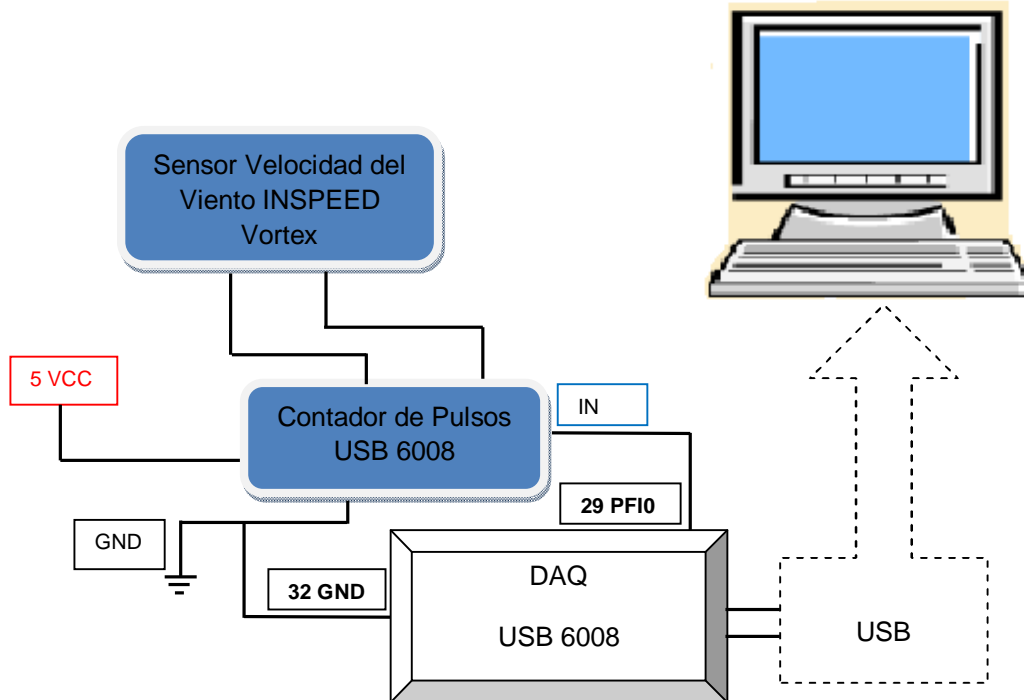 Sensor Velocidad del
Viento INSPEED
Vortex
5 VCC
Contador de Pulsos
USB 6008
IN
29 PFI0
GND
32 GND
DAQ
USB 6008
USB